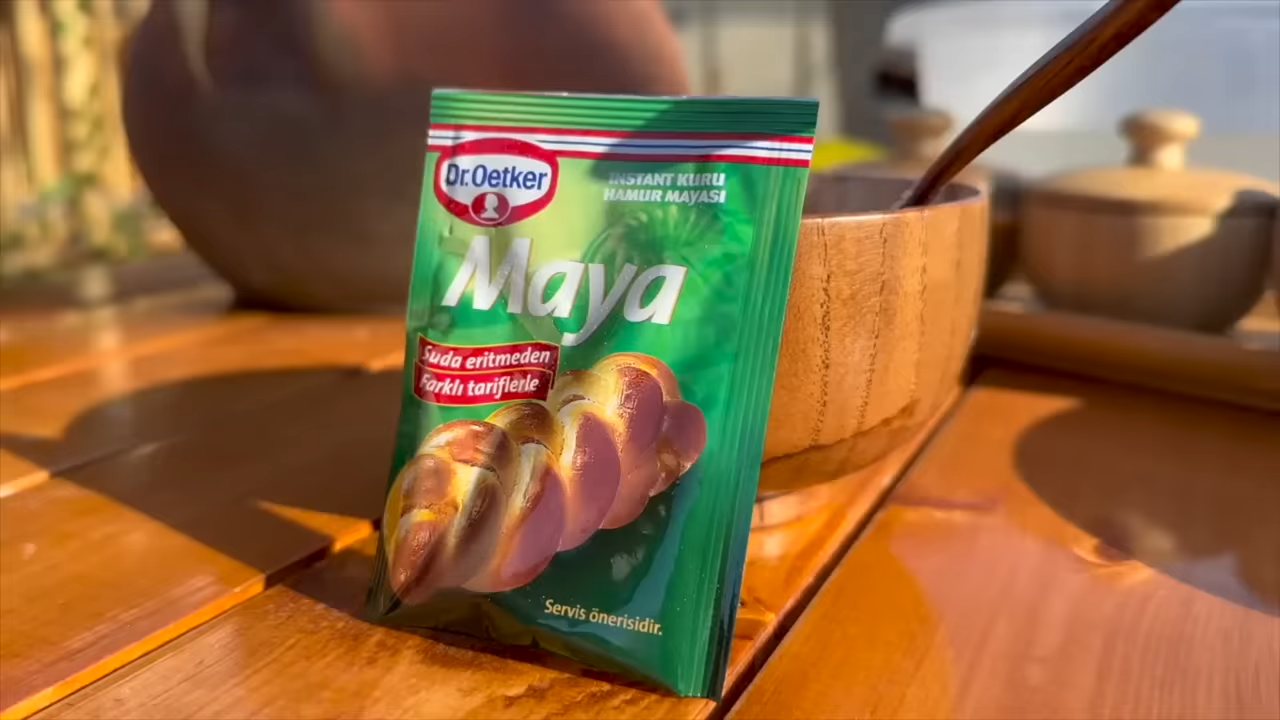 Dr.Oetker
INSTANT KURU
HAMUR MAYASI
Maya
Suda eritmeden
Farklı tariflerle
Servis önerisidir.